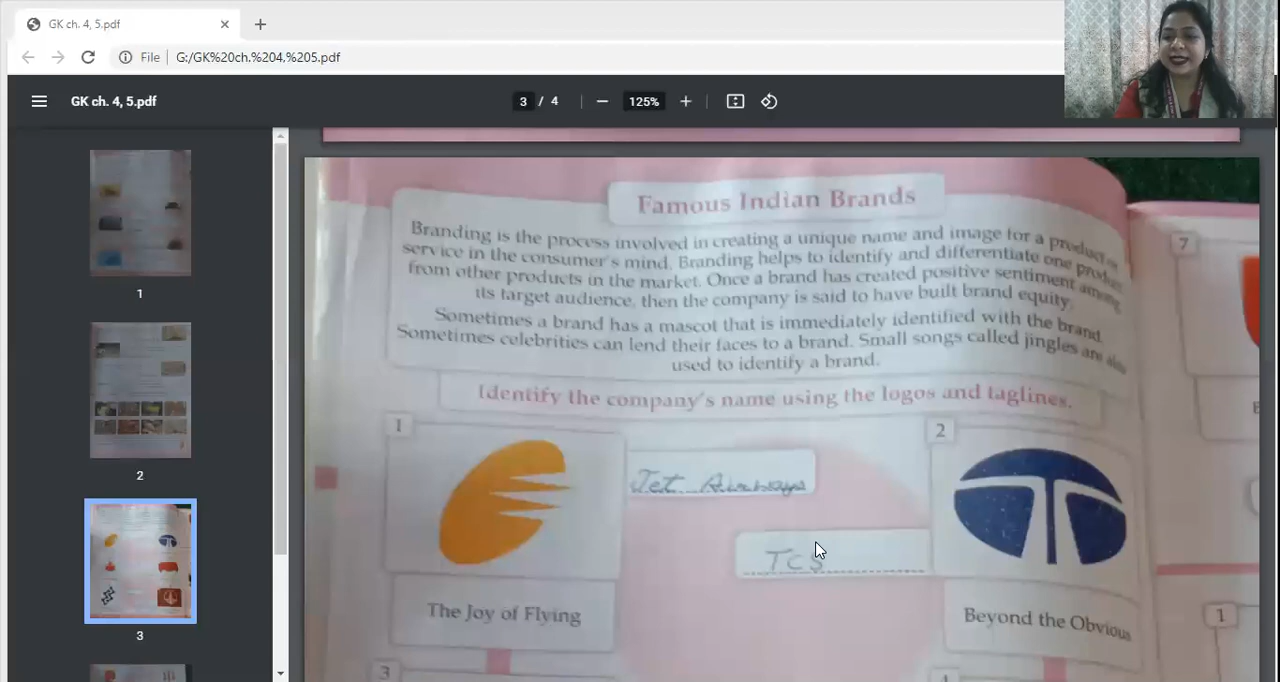 GK ch. 4, 5.pdf
File G:/GK%20ch.%204,%205.pdf
GK ch. 4, 5.pdf
3 / 4
125%
1
2
3
Famous Indian Brands
Branding is the process involved in creating a unique name and image for a product or
service in the consumer's mind. Branding helps to identify and differentiate one product
from other products in the market. Once a brand has created positive sentiment among
its target audience, then the company is said to have built brand equity.
Sometimes a brand has a mascot that is immediately identified with the brand.
Sometimes celebrities can lend their faces to a brand. Small songs called jingles are also
used to identify a brand.
Identify the company's name using the logos and taglines.
1
Jet Airways
The Joy of Flying
2
TCS
Beyond the Obvious
3
7
1